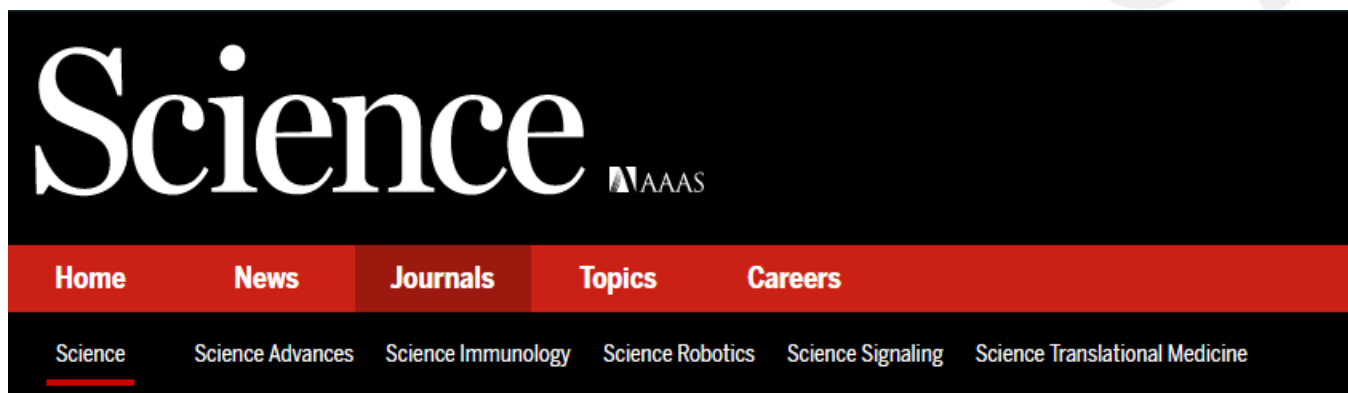 Science AAAS
Home News Journals Topics Careers
Science Science Advances Science Immunology Science Robotics Science Signaling Science Translational Medicine